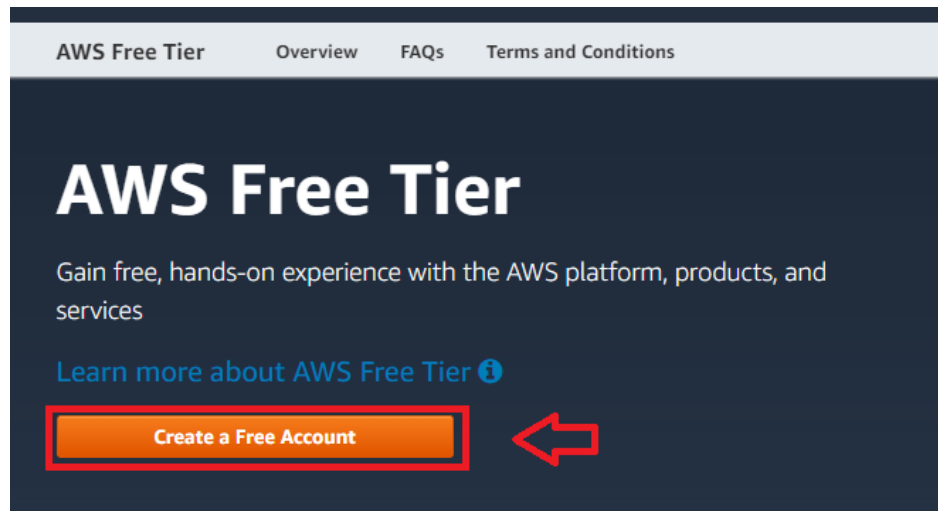 AWS Free Tier Overview FAQs Terms and Conditions
AWS Free Tier
Gain free, hands-on experience with the AWS platform, products, and
services
Learn more about AWS Free Tier
Create a Free Account